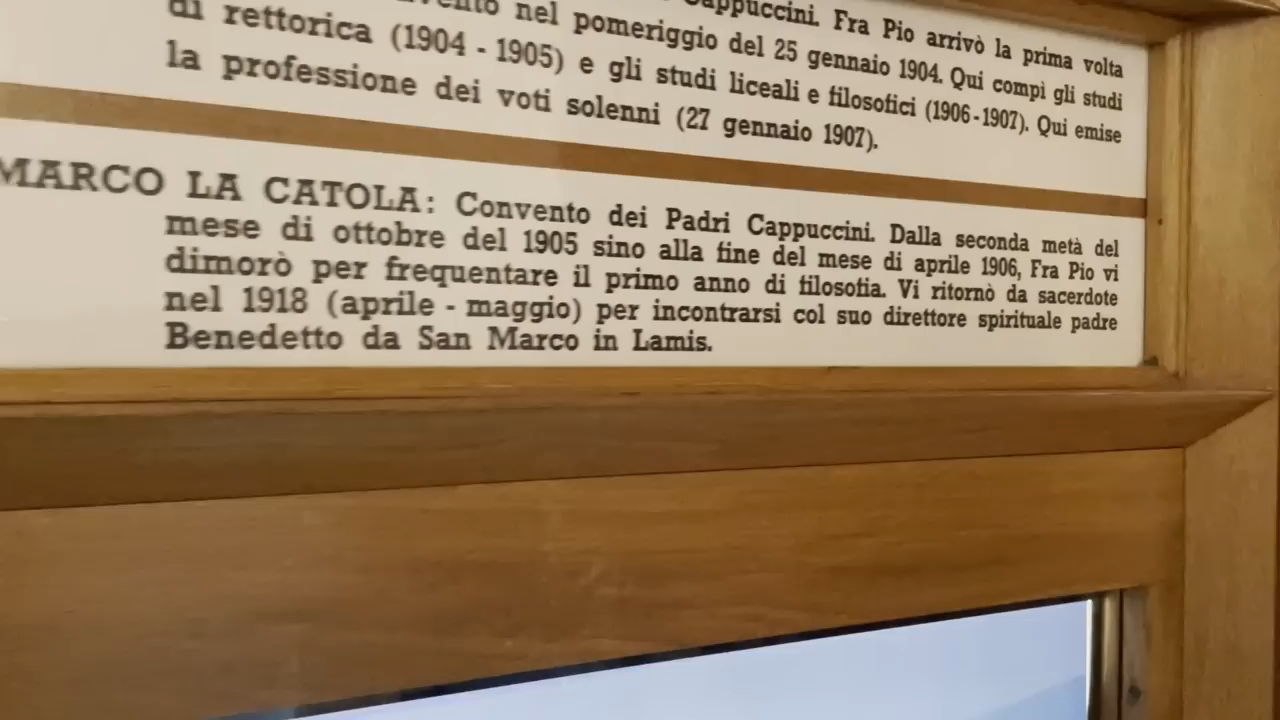 Cappuccini. Fra Pio arrivò la prima volta
nel pomeriggio del 25 gennaio 1904. Qui compì gli studi
di rettorica (1904 - 1905) e gli studi liceali e filosofici (1906-1907). Qui emise
la professione dei voti solenni (27 gennaio 1907).
MARCO LA CATOLA: Convento dei Padri Cappuccini. Dalla seconda metà del
mese di ottobre del 1905 sino alla fine del mese di aprile 1906, Fra Pio vi
dimorò per frequentare il primo anno di filosofia. Vi ritornò da sacerdote
nel 1918 (aprile - maggio) per incontrarsi col suo direttore spirituale padre
Benedetto da San Marco in Lamis.